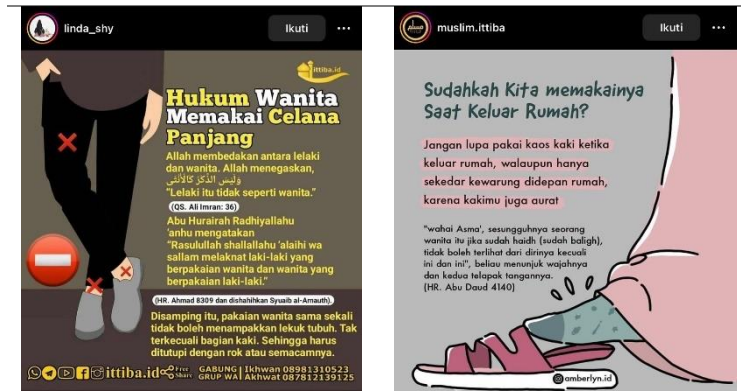 linda_shy
Ikuti
ittiba.id
Hukum Wanita
Memakai Celana
Panjang
Allah membedakan antara lelaki
dan wanita. Allah menegaskan,
وَلَيْسَ الذَّكَرُ كَالْأُنْثَى
"Lelaki itu tidak seperti wanita."
(QS. Ali Imran: 36)
Abu Hurairah Radhiyallahu
'anhu mengatakan
"Rasulullah shallallahu 'alaihi wa
sallam melaknat laki-laki yang
berpakaian wanita dan wanita yang
berpakaian laki-laki."
(HR. Ahmad 8309 dan dishahihkan Syuaib al-Arnauth).
Disamping itu, pakaian wanita sama sekali
tidak boleh menampakkan lekuk tubuh. Tak
terkecuali bagian kaki. Sehingga harus
ditutupi dengan rok atau semacamnya.
ittiba.id
Free
Share
GABUNG Ikhwan 08981310523
GRUP WA Akhwat 087812139125
muslim.ittiba
Ikuti
Sudahkah Kita memakainya
Saat Keluar Rumah?
Jangan lupa pakai kaos kaki ketika
keluar rumah, walaupun hanya
sekedar kewarung didepan rumah,
karena kakimu juga aurat
"wahai Asma', sesungguhnya seorang
wanita itu jika sudah haidh (sudah baligh),
tidak boleh terlihat dari dirinya kecuali
ini dan ini", beliau menunjuk wajahnya
dan kedua telapak tangannya.
(HR. Abu Daud 4140)
@amberlyn.id